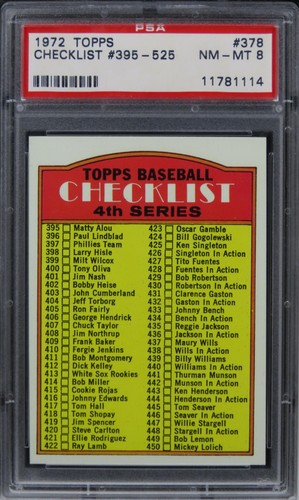 PSA
1972 TOPPS #378
CHECKLIST #395-525 NM-MT 8
11781114
TOPPS BASEBALL
CHECKLIST
4th SERIES
395 Matty Alou
396 Paul Lindblad
397 Phillies Team
398 Larry Hisle
399 Milt Wilcox
400 Tony Oliva
401 Jim Nash
402 Bobby Heise
403 John Cumberland
404 Jeff Torborg
405 Ron Fairly
406 George Hendrick
407 Chuck Taylor
408 Jim Northrup
409 Frank Baker
410 Fergie Jenkins
411 Bob Montgomery
412 Dick Kelley
413 White Sox Rookies
414 Bob Miller
415 Cookie Rojas
416 Johnny Edwards
417 Tom Hall
418 Tom Shopay
419 Jim Spencer
420 Steve Carlton
421 Ellie Rodriguez
422 Ray Lamb
423 Oscar Gamble
424 Bill Gogolewski
425 Ken Singleton
426 Singleton In Action
427 Tito Fuentes
428 Fuentes In Action
429 Bob Robertson
430 Robertson In Action
431 Clarence Gaston
432 Gaston In Action
433 Johnny Bench
434 Bench In Action
435 Reggie Jackson
436 Jackson In Action
437 Maury Wills
438 Wills In Action
439 Billy Williams
440 Williams In Action
441 Thurman Munson
442 Munson In Action
443 Ken Henderson
444 Henderson In Action
445 Tom Seaver
446 Seaver In Action
447 Willie Stargell
448 Stargell In Action
449 Bob Lemon
450 Mickey Lolich